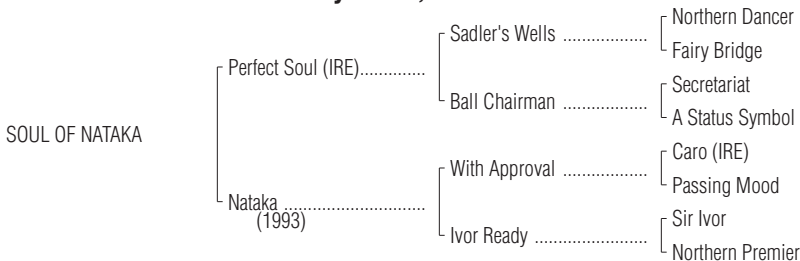 Northern Dancer
Sadler's Wells ..................
Fairy Bridge
Perfect Soul (IRE)..............
Secretariat
Ball Chairman ..................
A Status Symbol
SOUL OF NATAKA
Caro (IRE)
With Approval ..................
Passing Mood
Nataka ..............................
(1993)
Sir Ivor
Ivor Ready ........................
Northern Premier